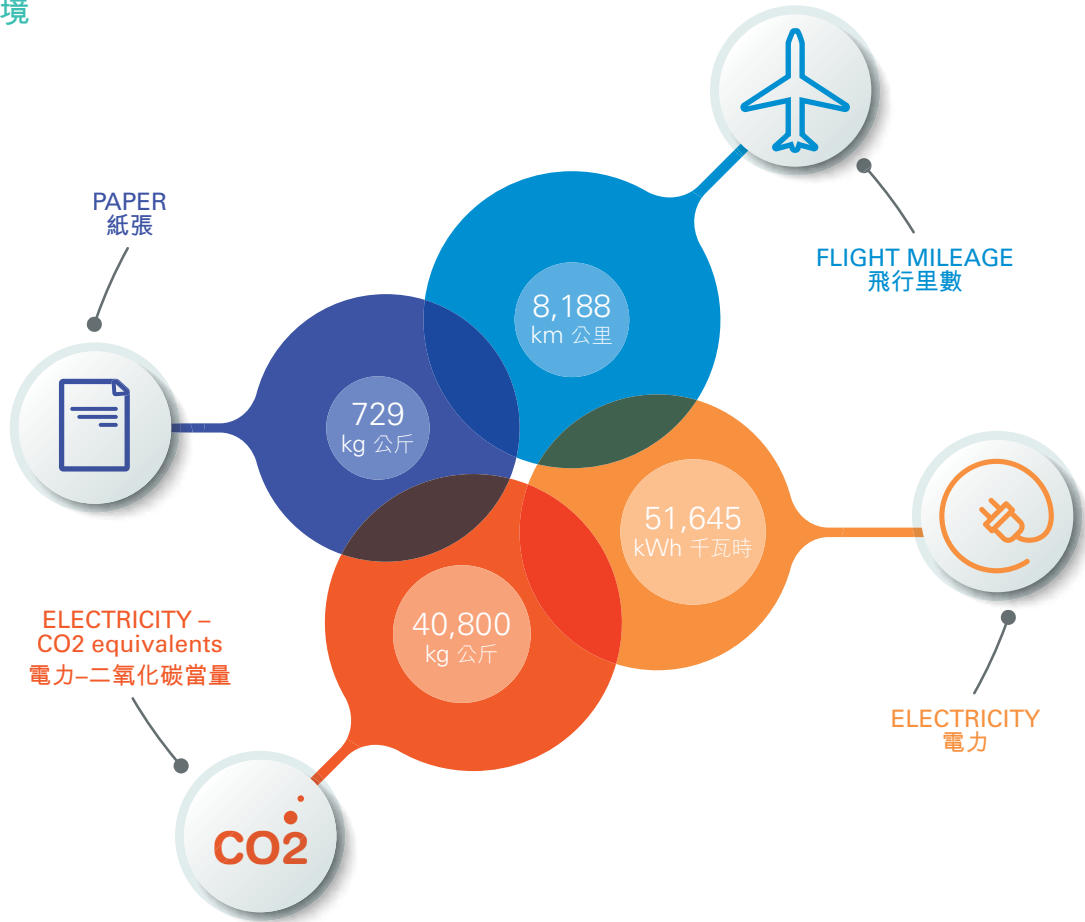 境
PAPER
紙張
FLIGHT MILEAGE
飛行里數
8,188
km 公里
729
kg 公斤
51,645
kWh 千瓦時
40,800
kg 公斤
ELECTRICITY –
CO2 equivalents
電力–二氧化碳當量
ELECTRICITY
電力
CO2